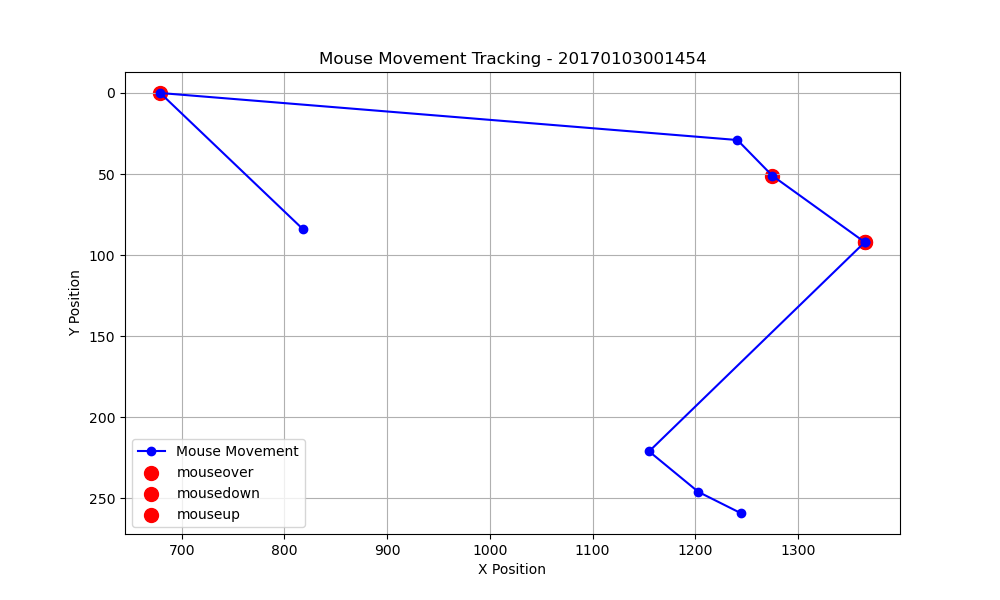 Mouse Movement Tracking - 20170103001454
Y Position
0
50
100
150
200
250
Mouse Movement
mouseover
mousedown
mouseup
700 800 900 1000 1100 1200 1300
X Position